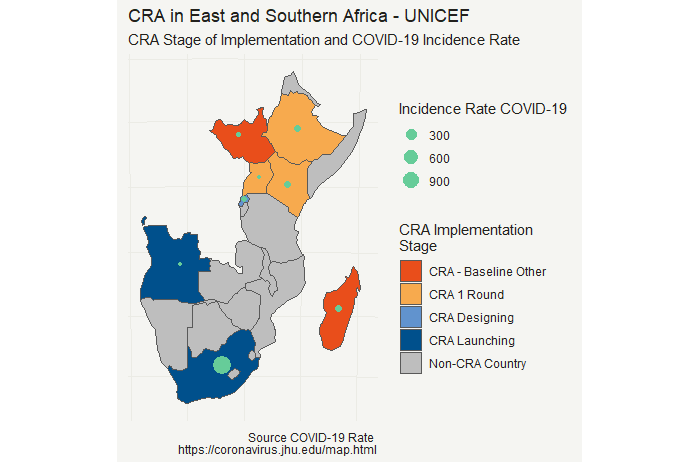 CRA in East and Southern Africa - UNICEF
CRA Stage of Implementation and COVID-19 Incidence Rate
Incidence Rate COVID-19
300
600
900
CRA Implementation
Stage
CRA - Baseline Other
CRA 1 Round
CRA Designing
CRA Launching
Non-CRA Country
Source COVID-19 Rate
https://coronavirus.jhu.edu/map.html